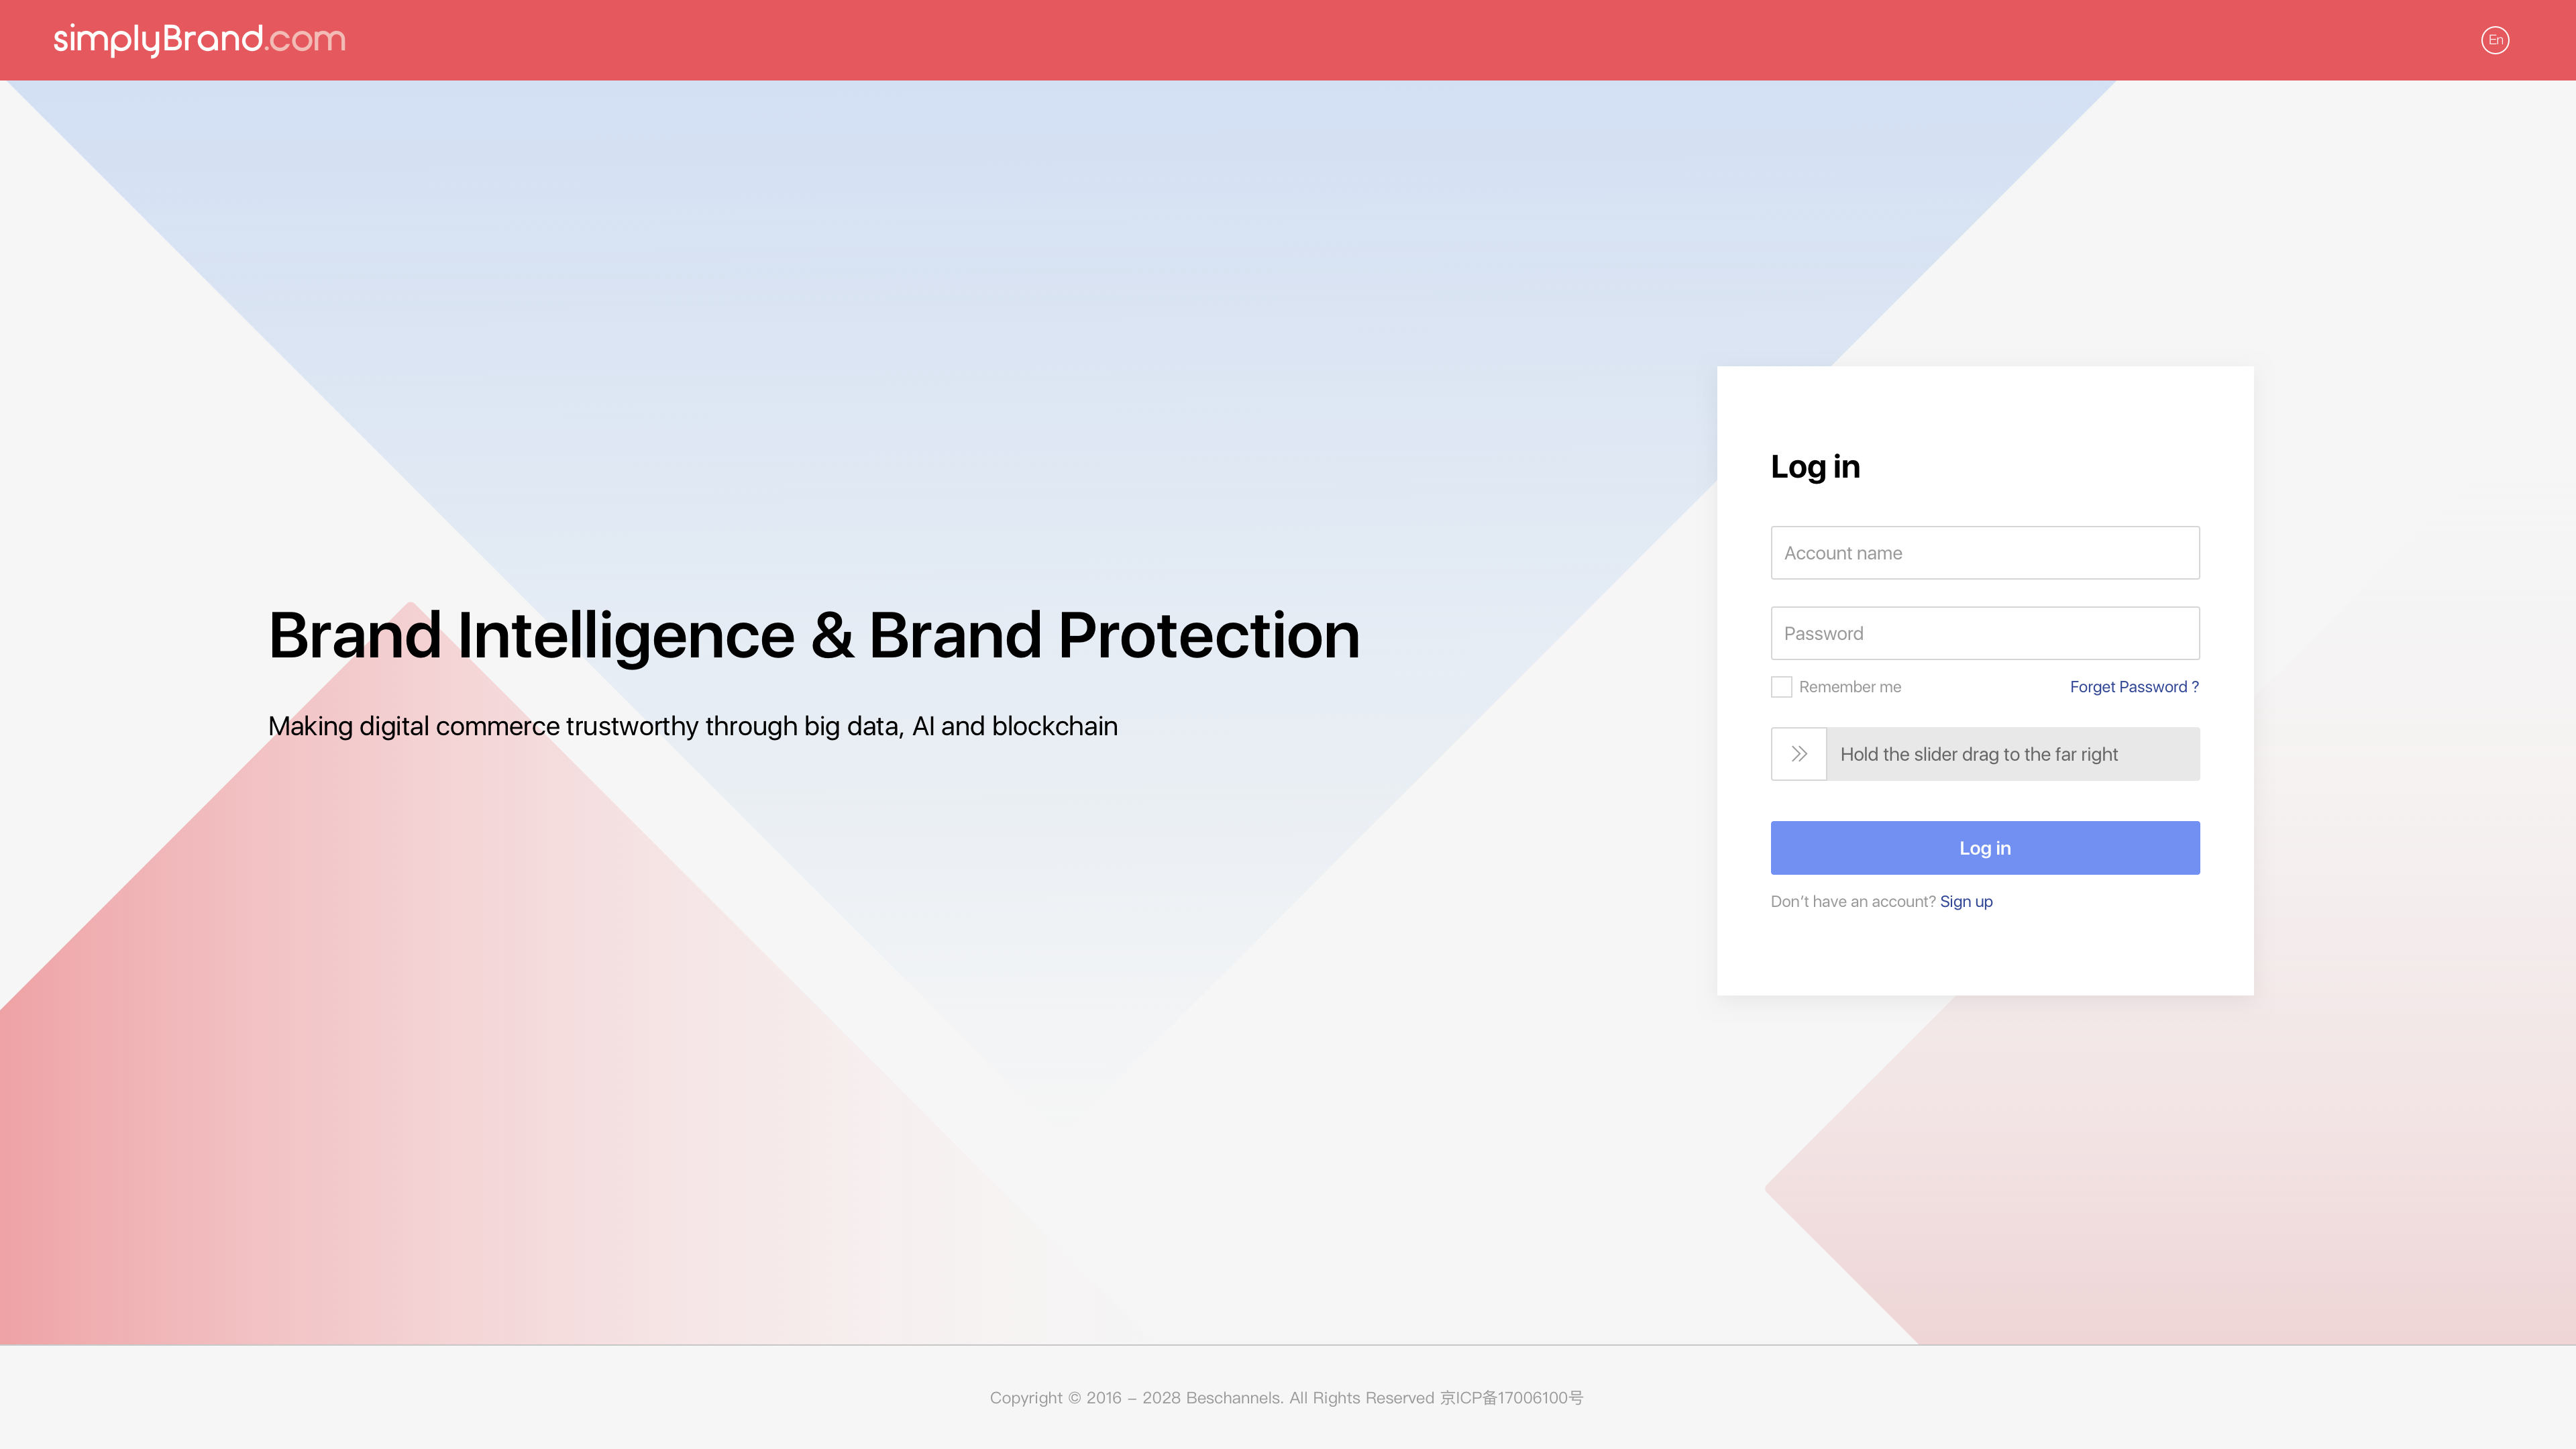 simplyBrand.com
En
Brand Intelligence & Brand Protection
Making digital commerce trustworthy through big data, AI and blockchain
Log in
Account name
Password
Remember me
Forget Password ?
Hold the slider drag to the far right
Log in
Don't have an account? Sign up
Copyright © 2016 – 2028 Beschannels. All Rights Reserved 京ICP备17006100号